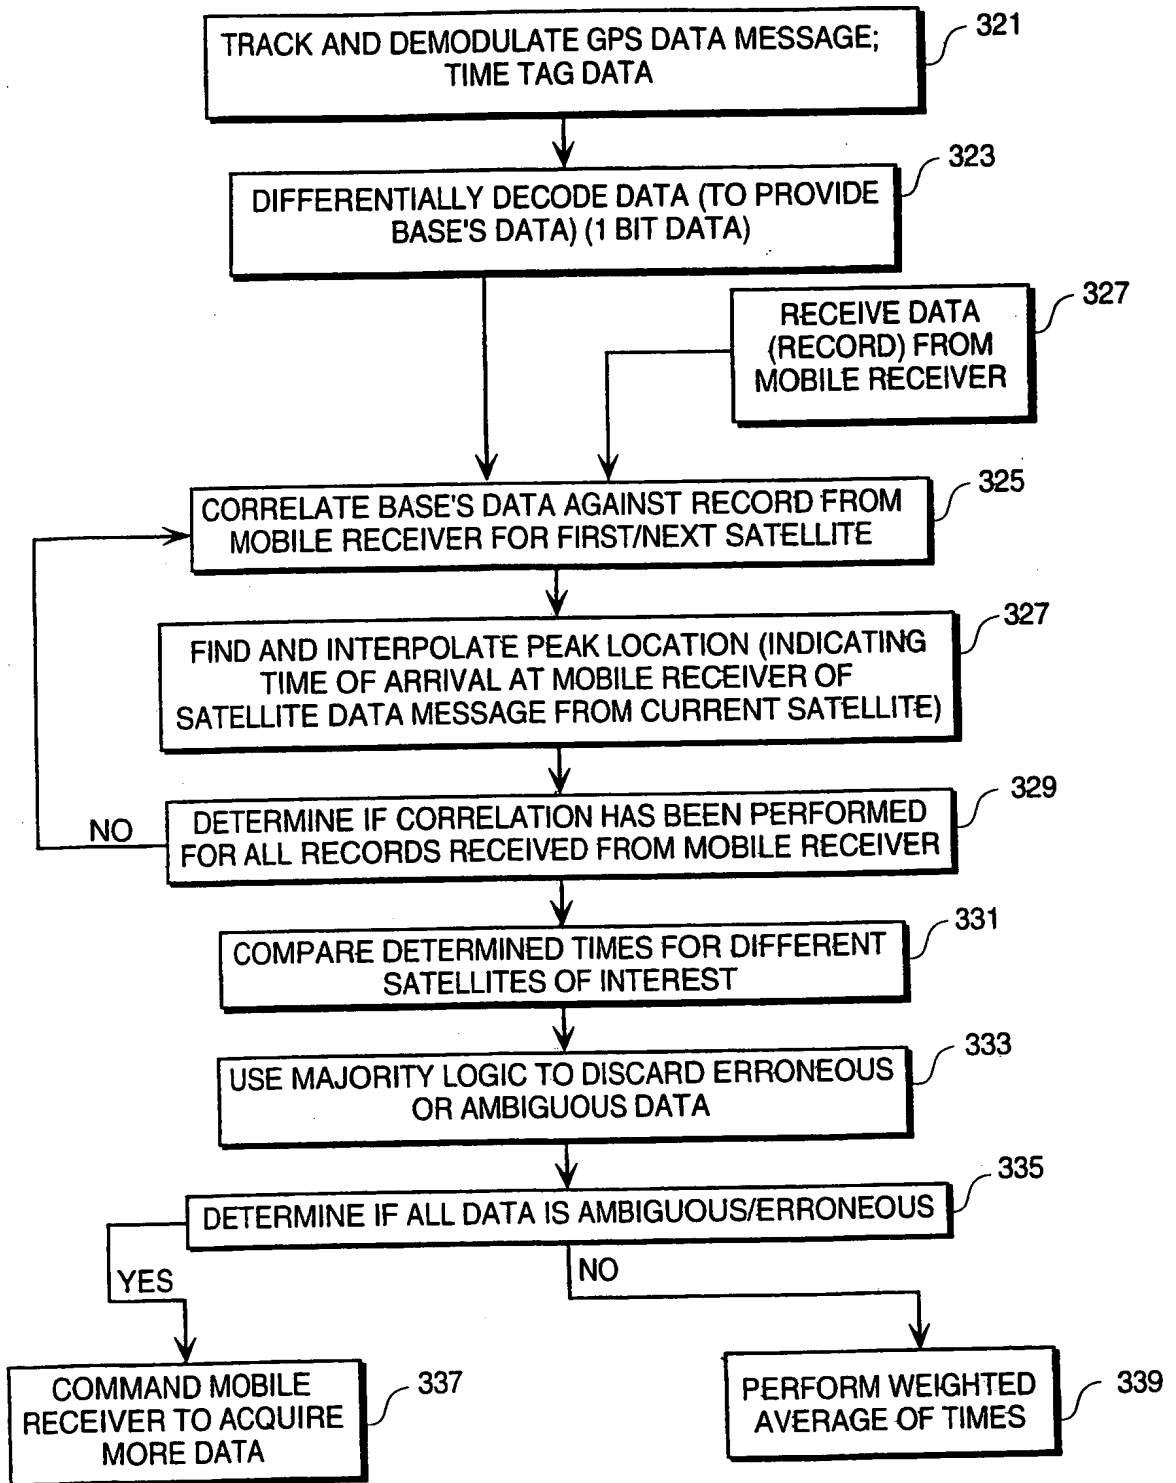 TRACK AND DEMODULATE GPS DATA MESSAGE;
TIME TAG DATA
321
DIFFERENTIALLY DECODE DATA (TO PROVIDE
BASE'S DATA) (1 BIT DATA)
323
RECEIVE DATA
(RECORD) FROM
MOBILE RECEIVER
327
CORRELATE BASE'S DATA AGAINST RECORD FROM
MOBILE RECEIVER FOR FIRST/NEXT SATELLITE
325
FIND AND INTERPOLATE PEAK LOCATION (INDICATING
TIME OF ARRIVAL AT MOBILE RECEIVER OF
SATELLITE DATA MESSAGE FROM CURRENT SATELLITE)
327
DETERMINE IF CORRELATION HAS BEEN PERFORMED
FOR ALL RECORDS RECEIVED FROM MOBILE RECEIVER
329
NO
COMPARE DETERMINED TIMES FOR DIFFERENT
SATELLITES OF INTEREST
331
USE MAJORITY LOGIC TO DISCARD ERRONEOUS
OR AMBIGUOUS DATA
333
DETERMINE IF ALL DATA IS AMBIGUOUS/ERRONEOUS
335
YES
NO
COMMAND MOBILE
RECEIVER TO ACQUIRE
MORE DATA
337
PERFORM WEIGHTED
AVERAGE OF TIMES
339